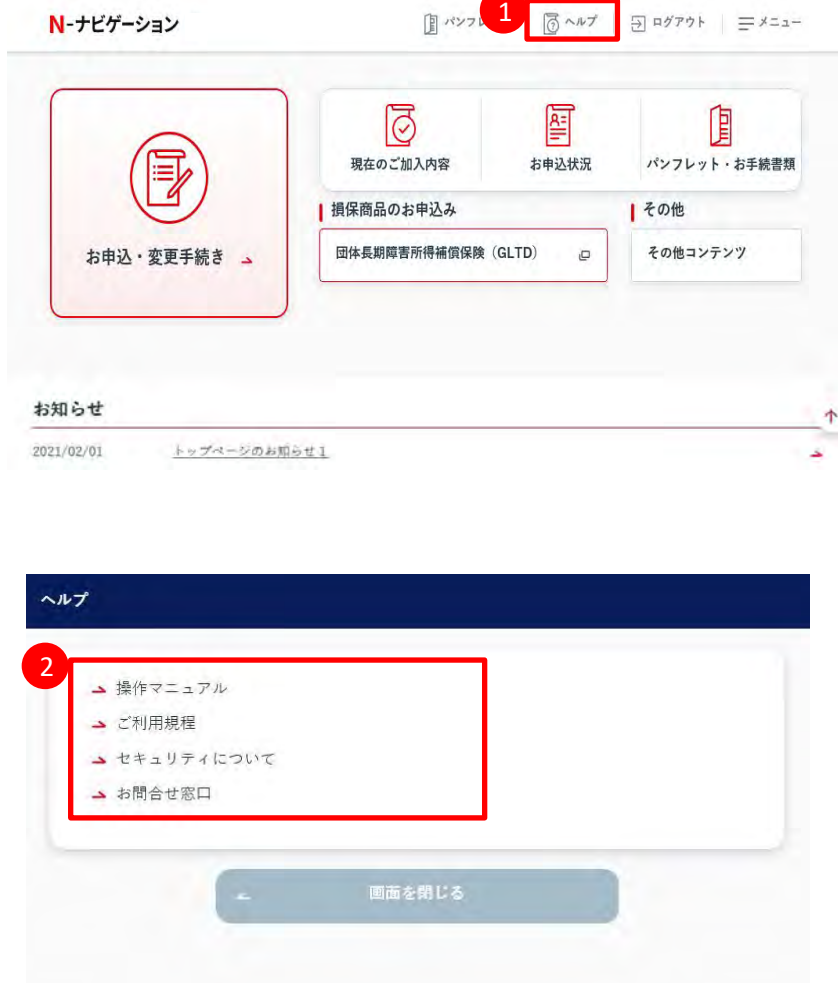 N-ナビゲーション
パンフレ
1
ヘルプ
ログアウト
メニュー
お申込・変更手続き
現在のご加入内容
お申込状況
パンフレット・お手続書類
損保商品のお申込み
団体長期障害所得補償保険（GLTD）
その他
その他コンテンツ
お知らせ
2021/02/01 トップページのお知らせ1
ヘルプ
2
操作マニュアル
ご利用規程
セキュリティについて
お問合せ窓口
画面を閉じる